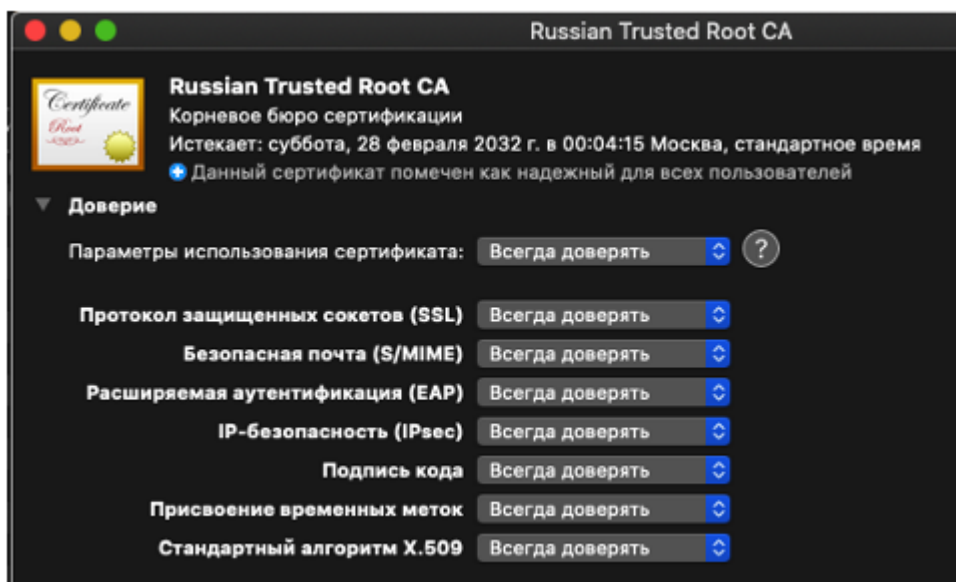 Russian Trusted Root CA
Certificate
Root
Russian Trusted Root CA
Корневое бюро сертификации
Истекает: суббота, 28 февраля 2032 г. в 00:04:15 Москва, стандартное время
Данный сертификат помечен как надежный для всех пользователей
Доверие
Параметры использования сертификата: Всегда доверять ?
Протокол защищенных сокетов (SSL) Всегда доверять
Безопасная почта (S/MIME) Всегда доверять
Расширяемая аутентификация (EAP) Всегда доверять
IP-безопасность (IPsec) Всегда доверять
Подпись кода Всегда доверять
Присвоение временных меток Всегда доверять
Стандартный алгоритм X.509 Всегда доверять